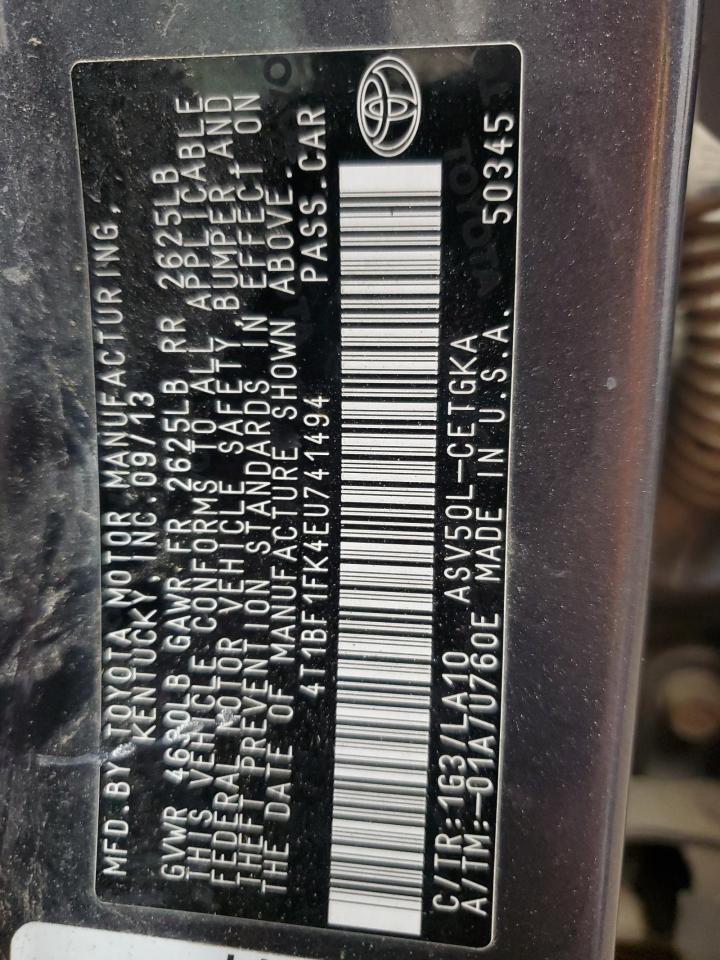 MFD.BY:TOYOTA MOTOR MANUFACTURING,
KENTUCKY, INC.09/13
GVWR 4630LB GAWR FR 2625LB RR 2625LB
THIS VEHICLE CONFORMS TO ALL APPLICABLE
FEDERAL MOTOR VEHICLE SAFETY, BUMPER AND
THEFT PREVENTION STANDARDS IN EFFECT ON
THE DATE OF MANUFACTURE SHOWN ABOVE.
4T1BF1FK4EU741494 PASS.CAR
C/TR:1G3/LA10 ASV50L-CETGKA
A/TM:-01A/U760E MADE IN U.S.A. 50345
TOYOTA